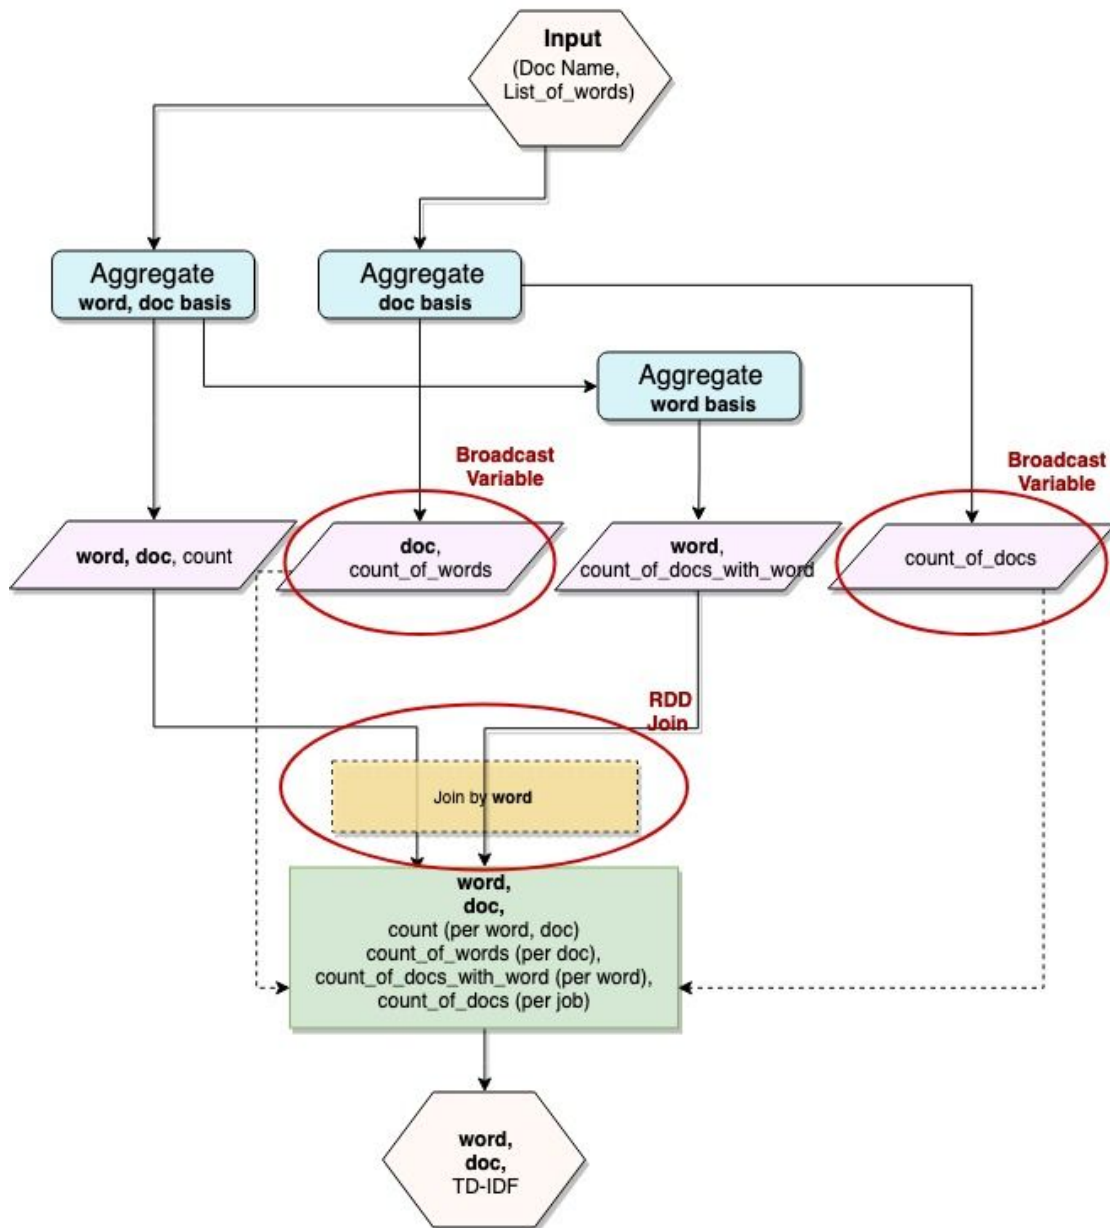 Input
(Doc Name,
List_of_words)
Aggregate
word, doc basis
Aggregate
doc basis
Aggregate
word basis
Broadcast
Variable
Broadcast
Variable
word, doc, count
doc,
count_of_words
word,
count_of_docs_with_word
count_of_docs
RDD
Join
Join by word
word,
doc,
count (per word, doc)
count_of_words (per doc),
count_of_docs_with_word (per word),
count_of_docs (per job)
word,
doc,
TD-IDF